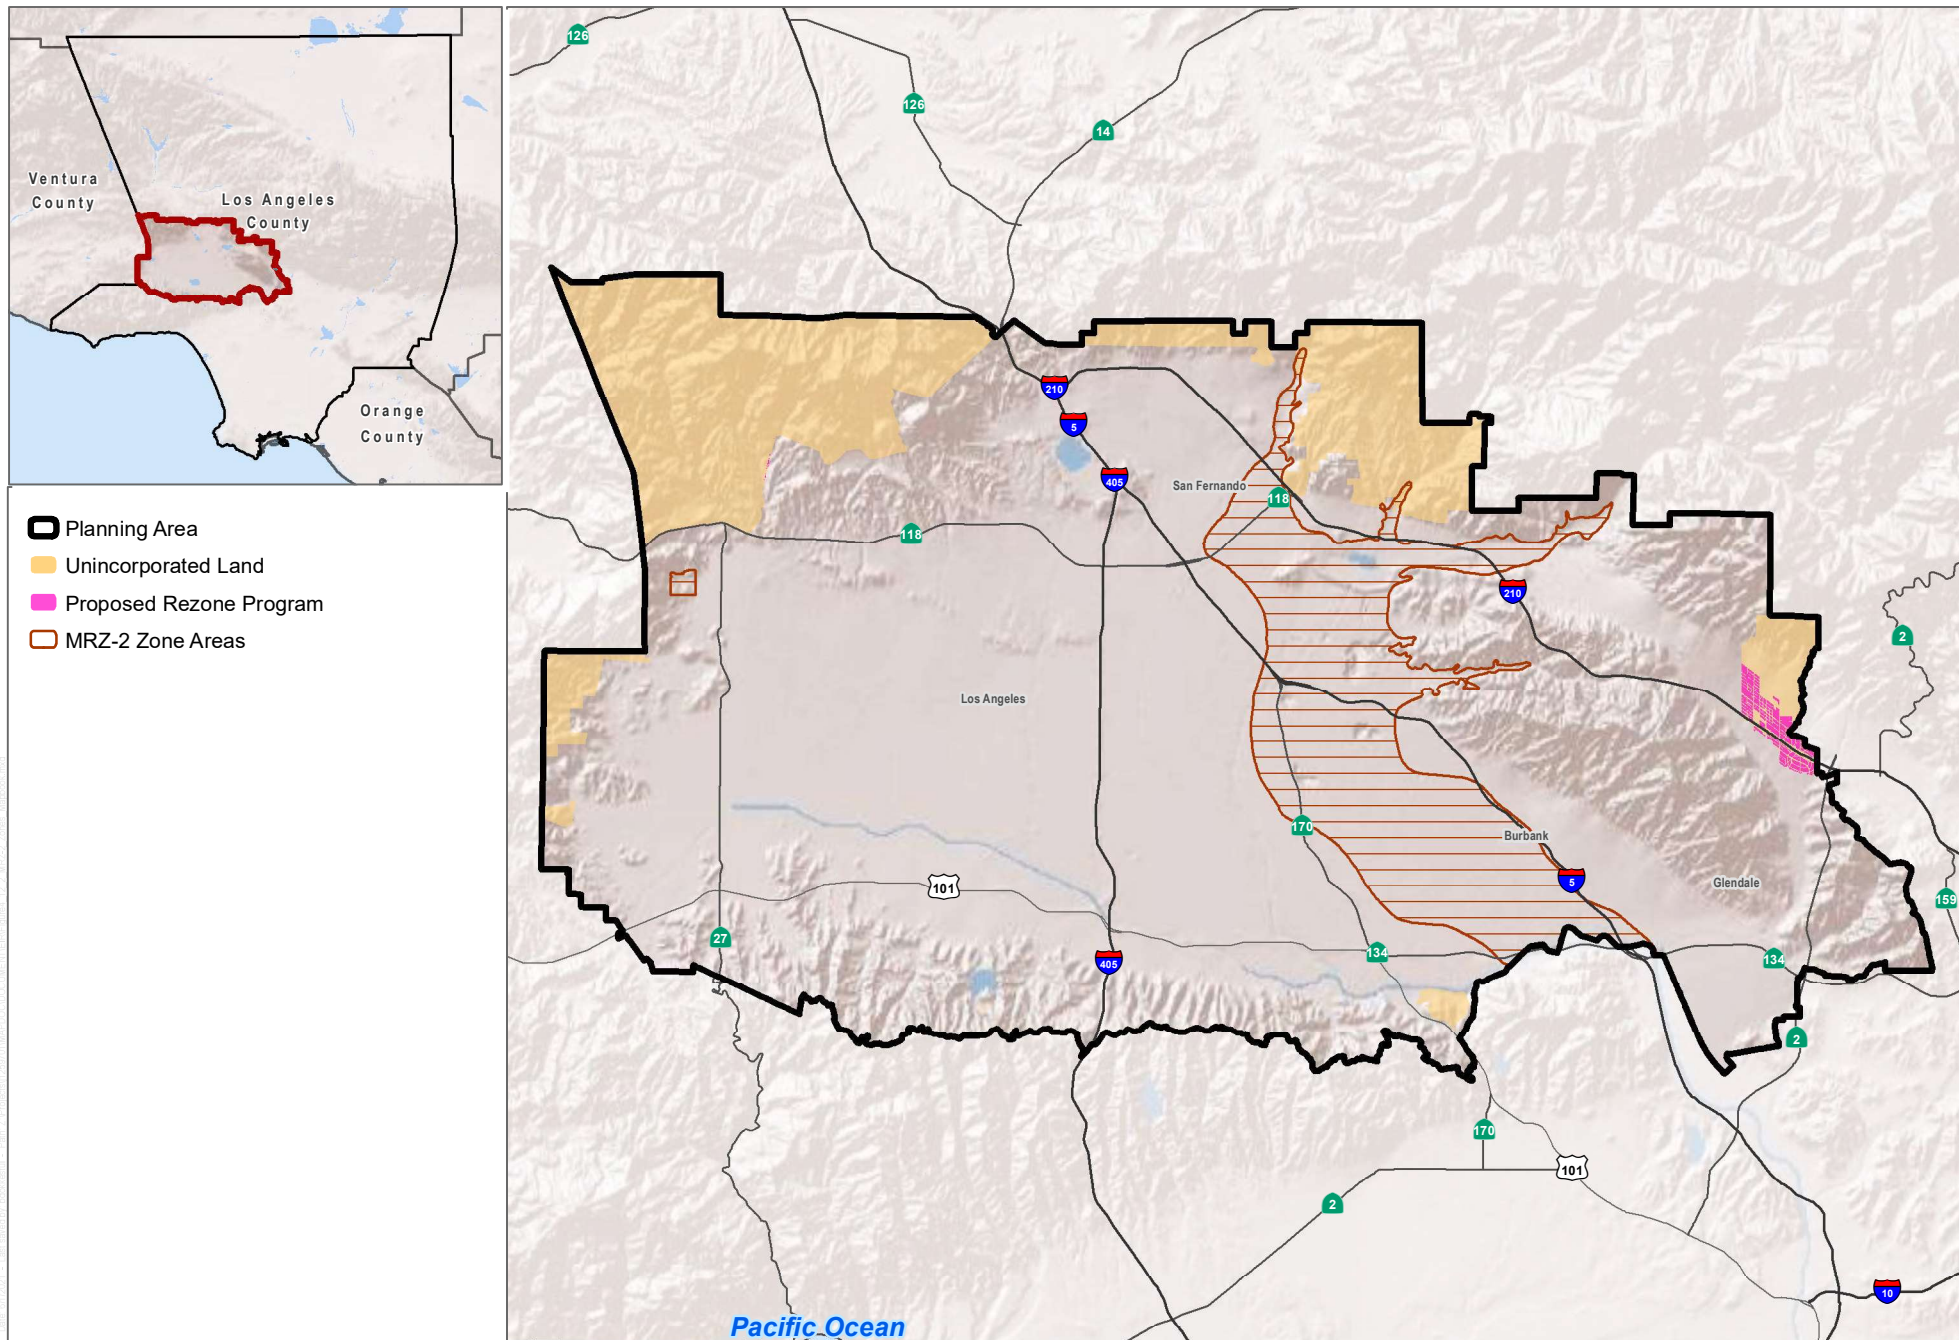 Ventura
County
Los Angeles
County
Orange
County
Planning Area
Unincorporated Land
Proposed Rezone Program
MRZ-2 Zone Areas
126
126
14
210
5
405
San Fernando
118
118
210
2
Los Angeles
170
Burbank
101
5
Glendale
159
27
405
134
134
2
170
101
2
10
Pacific Ocean